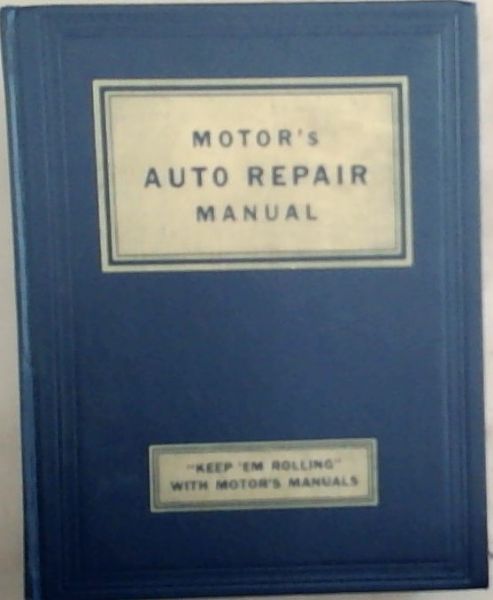 MOTOR's
AUTO REPAIR
MANUAL
"KEEP 'EM ROLLING"
WITH MOTOR'S MANUALS